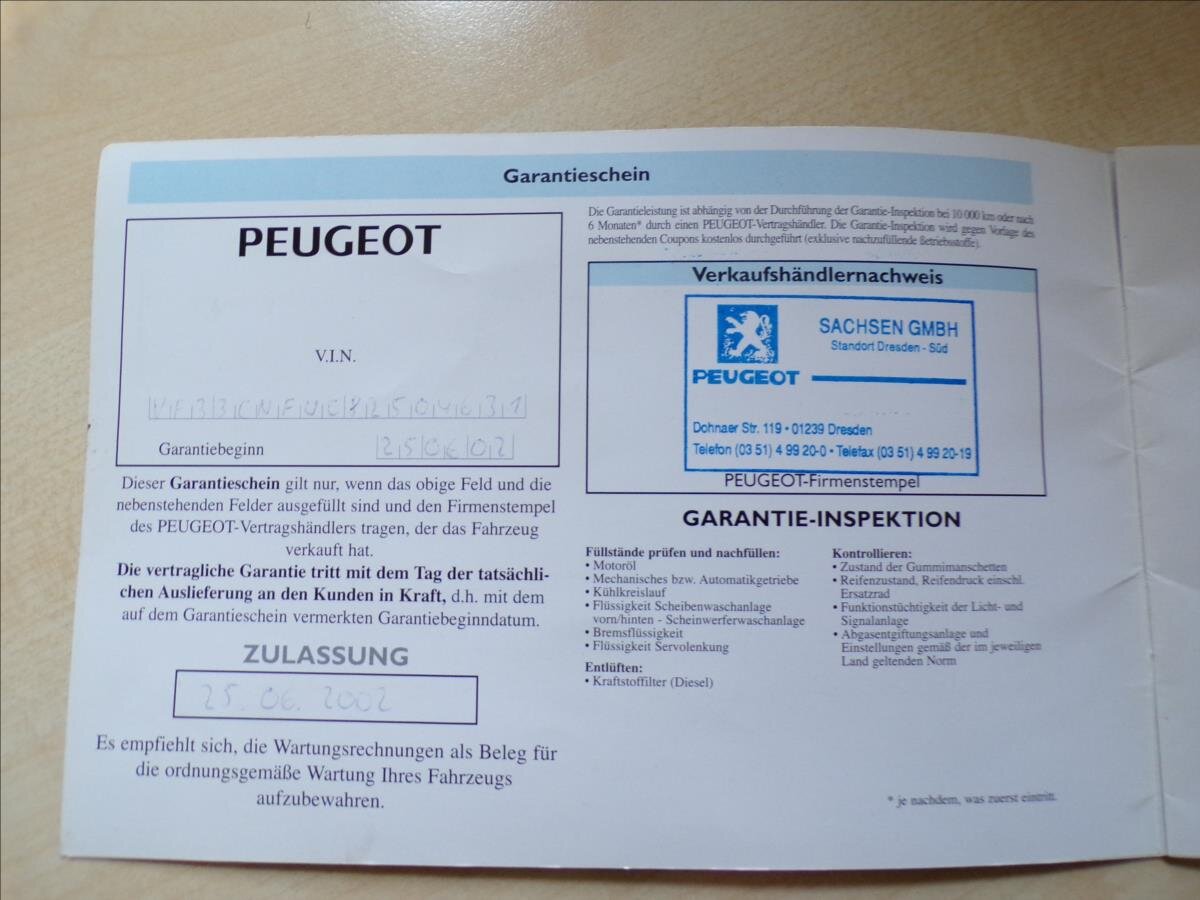 Garantieschein
PEUGEOT
V.I.N.
Garantiebeginn
2 5 0 6 0 2
Dieser Garantieschein gilt nur, wenn das obige Feld und die
nebenstehenden Felder ausgefüllt sind und den Firmenstempel
des PEUGEOT-Vertragshändlers tragen, der das Fahrzeug
verkauft hat.
Die vertragliche Garantie tritt mit dem Tag der tatsächli-
chen Auslieferung an den Kunden in Kraft, d.h. mit dem
auf dem Garantieschein vermerkten Garantiebeginndatum.
ZULASSUNG
25. 06. 2002
Es empfiehlt sich, die Wartungsrechnungen als Beleg für
die ordnungsgemäße Wartung Ihres Fahrzeugs
aufzubewahren.
Die Garantieleistung ist abhängig von der Durchführung der Garantie-Inspektion bei 10 000 km oder nach
6 Monaten* durch einen PEUGEOT-Vertragshändler. Die Garantie-Inspektion wird gegen Vorlage des
nebenstehenden Coupons kostenlos durchgeführt (exklusive nachzufüllende Betriebsstoffe).
Verkaufshändlernachweis
SACHSEN GMBH
Standort Dresden - Süd
PEUGEOT
Dohnaer Str. 119 • 01239 Dresden
Telefon (03 51) 4 99 20-0 • Telefax (03 51) 4 99 20-19
PEUGEOT-Firmenstempel
GARANTIE-INSPEKTION
Füllstände prüfen und nachfüllen:
• Motoröl
• Mechanisches bzw. Automatikgetriebe
• Kühlkreislauf
• Flüssigkeit Scheibenwaschanlage
vorn/hinten - Scheinwerferwaschanlage
• Bremsflüssigkeit
• Flüssigkeit Servolenkung
Entlüften:
• Kraftstoffilter (Diesel)
Kontrollieren:
• Zustand der Gummimanschetten
• Reifenzustand, Reifendruck einschl.
Ersatzrad
• Funktionstüchtigkeit der Licht- und
Signalanlage
• Abgasentgiftungsanlage und
Einstellungen gemäß der im jeweiligen
Land geltenden Norm
* je nachdem, was zuerst eintritt.